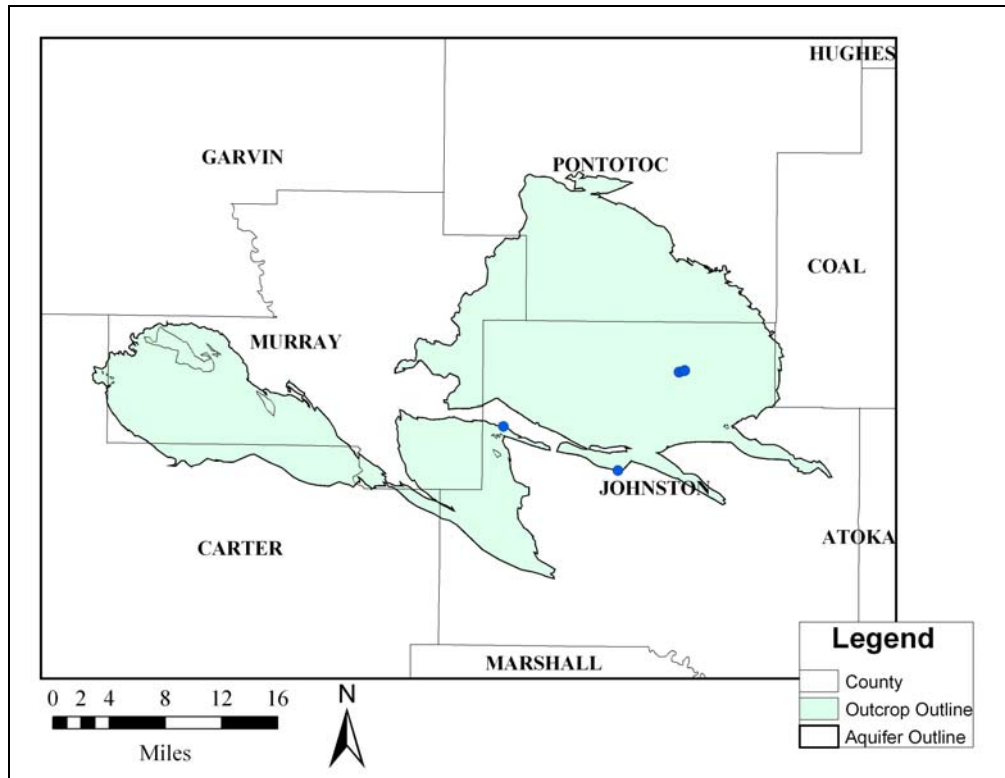 HUGHES
GARVIN
PONTOTOC
COAL
MURRAY
JOHNSTON
ATOKA
CARTER
MARSHALL
Legend
County
Outcrop Outline
Aquifer Outline
0 2 4 8 12 16
Miles
N